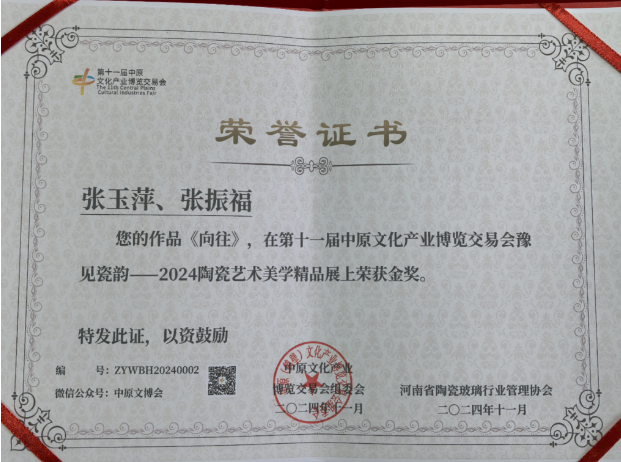 第十一届中原
文化产业博览交易会
The 11th Central Plains
Cultural Industries Fair
荣誉证书
张玉萍、张振福
您的作品《向往》，在第十一届中原文化产业博览交易会豫
见瓷韵——2024陶瓷艺术美学精品展上荣获金奖。
特发此证，以资鼓励
编 号：ZYWBH20240002
微信公众号：中原文博会
中原文化产业
博览交易会组委会
二〇二四年十一月
河南省陶瓷玻璃行业管理协会
二〇二四年十一月